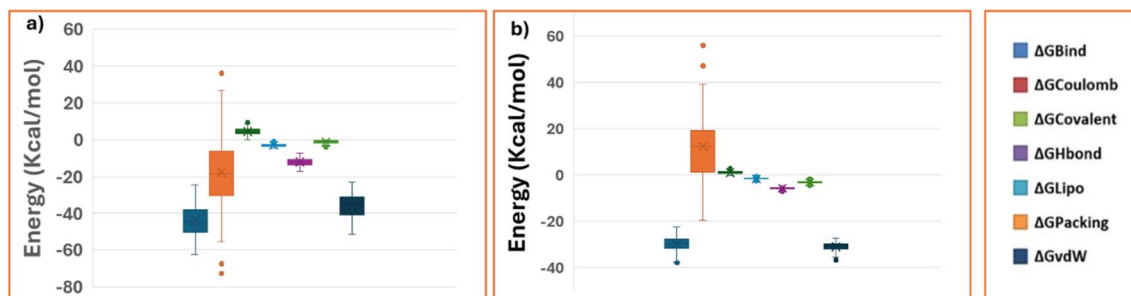 a)
Energy (Kcal/mol)
60
40
20
0
-20
-40
-60
-80
b)
Energy (Kcal/mol)
60
40
20
0
-20
-40
ΔGBind
ΔGCoulomb
ΔGCovalent
ΔGHbond
ΔGLipo
ΔGPacking
ΔGvdW